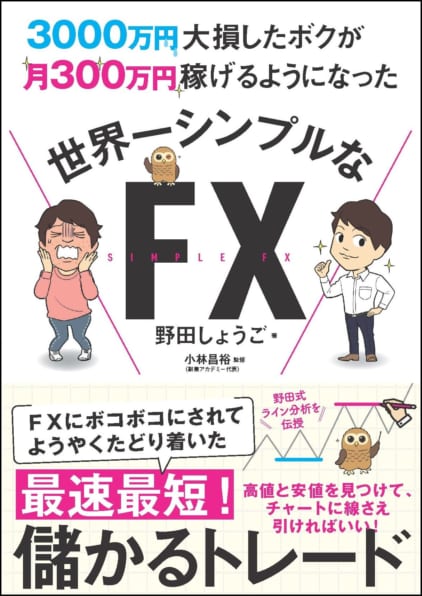 3000万円大損したボクが
月300万円稼げるようになった
世界一シンプルな
FX
SIMPLE FX
野田しょうご 著
小林昌裕 監修
(副業アカデミー代表)
FXにボコボコにされて
ようやくたどり着いた
最速最短!
儲かるトレード
野田式
ライン分析を
伝授
高値と安値を見つけて、
チャートに線さえ
引ければいい!